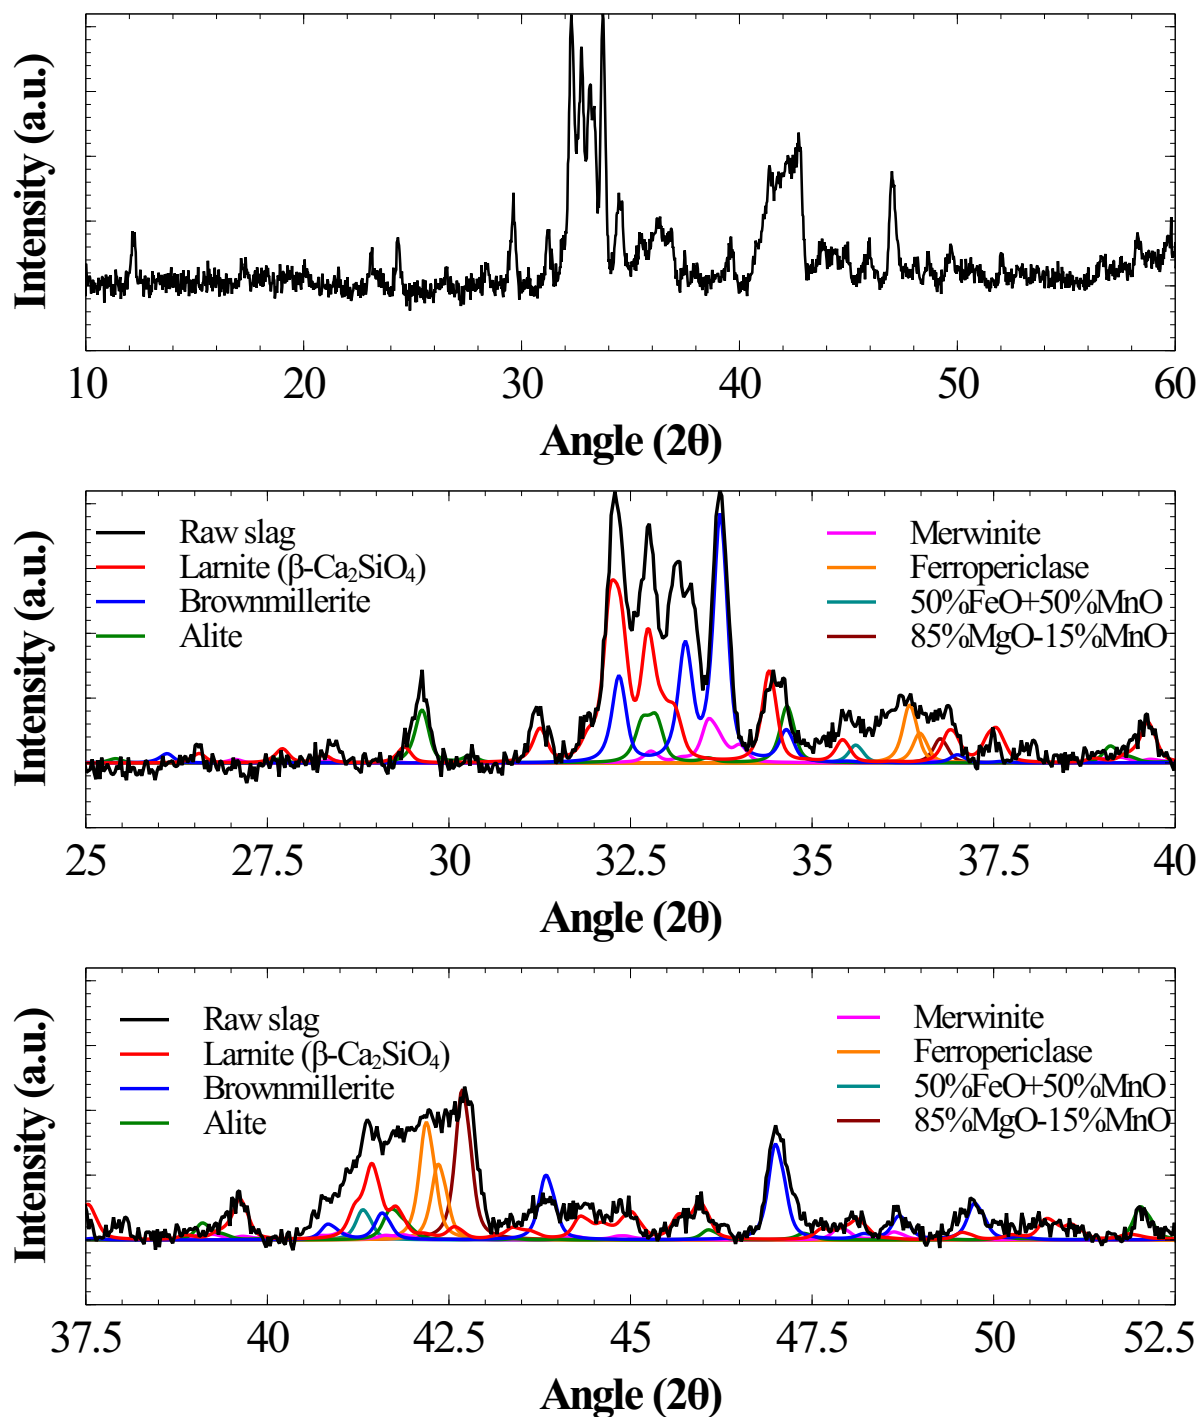 Intensity (a.u.)
10 20 30 40 50 60
Angle (2θ)
Intensity (a.u.)
Raw slag
Larnite (β-Ca₂SiO₄)
Brownmillerite
Alite
Merwinite
Ferropericlase
50%FeO+50%MnO
85%MgO-15%MnO
25 27.5 30 32.5 35 37.5 40
Angle (2θ)
Intensity (a.u.)
Raw slag
Larnite (β-Ca₂SiO₄)
Brownmillerite
Alite
Merwinite
Ferropericlase
50%FeO+50%MnO
85%MgO-15%MnO
37.5 40 42.5 45 47.5 50 52.5
Angle (2θ)